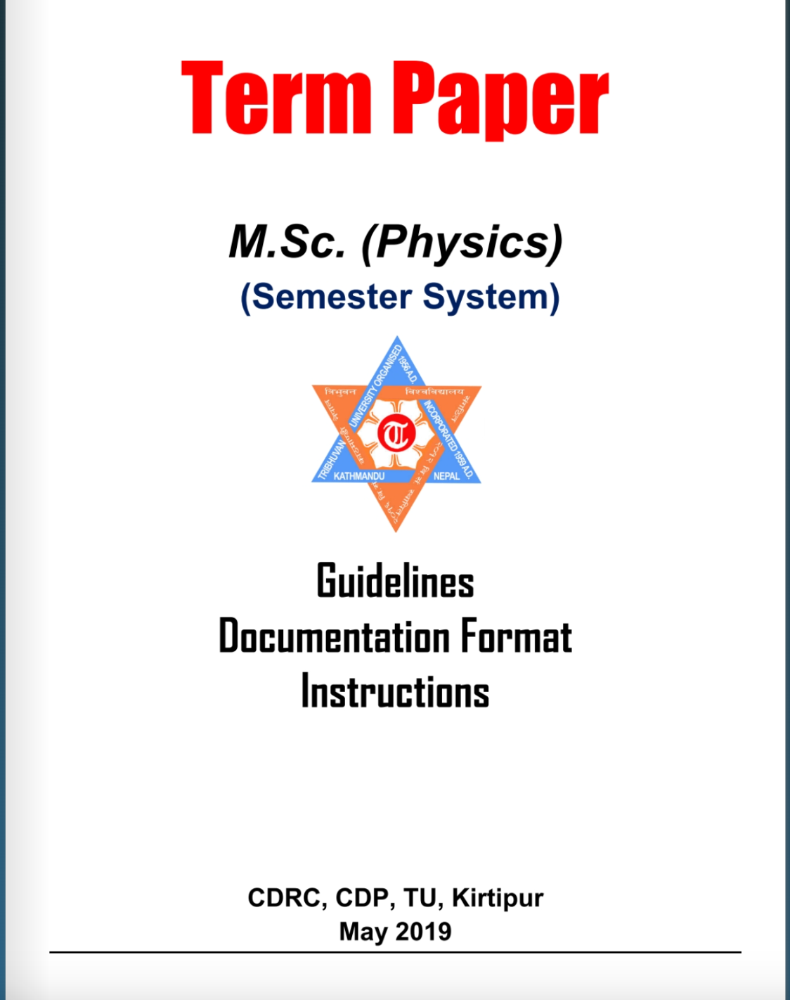 Term Paper
M.Sc. (Physics)
(Semester System)
त्रिभुवन विश्वविद्यालय
TRIBHUVAN UNIVERSITY ORGANISED
1956 A.D.
INCORPORATED 1959 A.D.
KATHMANDU NEPAL
T
Guidelines
Documentation Format
Instructions
CDRC, CDP, TU, Kirtipur
May 2019